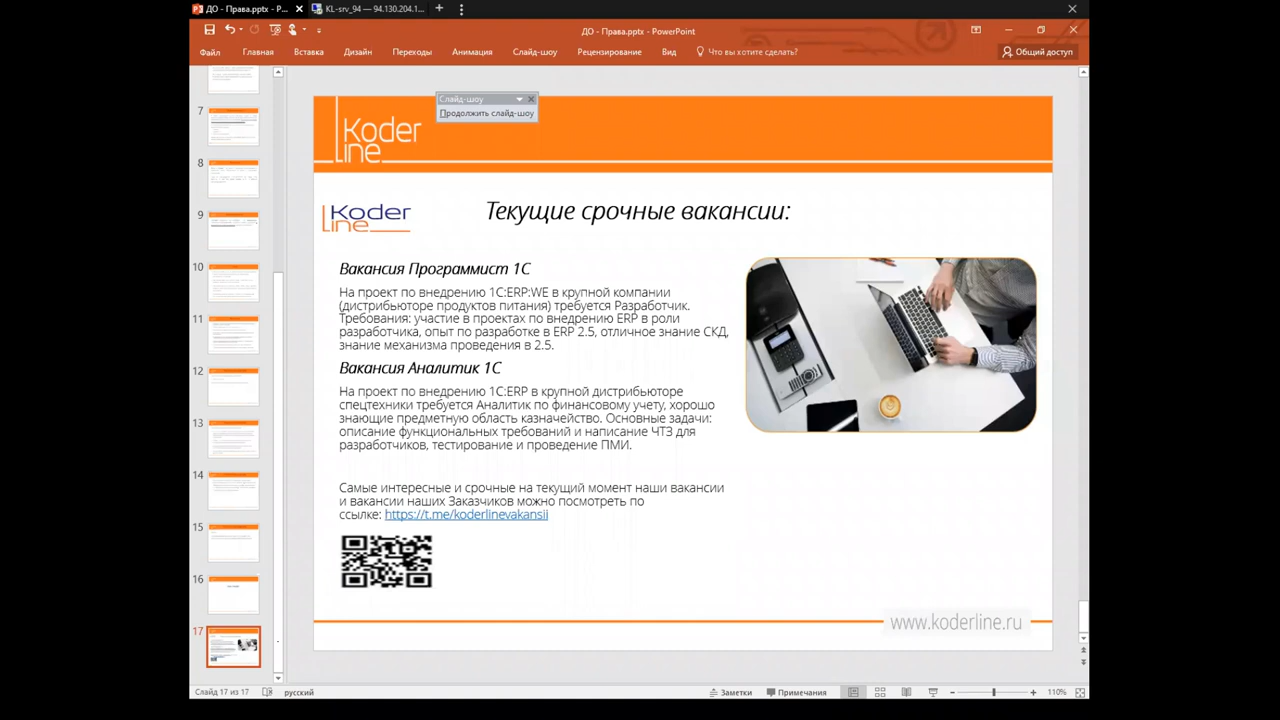 ДО - Права.pptx - P...
KL-srv_94 — 94.130.204.1...
ДО - Права.pptx - PowerPoint
Файл
Главная
Вставка
Дизайн
Переходы
Анимация
Слайд-шоу
Рецензирование
Вид
Что вы хотите сделать?
Общий доступ
Слайд-шоу
Продолжить слайд-шоу
7
8
9
10
11
12
13
14
15
16
17
Koder
line
Koder
line
Текущие срочные вакансии:
Вакансия Программист 1С
На проект по внедрению 1C:ERP:WE в крупной компании
(дистрибьюторе продуктов питания) требуется Разработчик.
Требования: участие в проектах по внедрению ERP в роли
разработчика, опыт по разработке в ERP 2.5, отличное знание СКД,
знание механизма проведения в 2.5.
Вакансия Аналитик 1С
На проект по внедрению 1C:ERP в крупной дистрибьюторе
спецтехники требуется Аналитик по финансовому учету, хорошо
знающие предметную область казначейство. Основные задачи:
описание функциональных требований и написание ЧТЗ для
разработчиков, тестирование и проведение ПМИ.
Самые интересные и срочные на текущий момент наши вакансии
и вакансии наших Заказчиков можно посмотреть по
ссылке: https://t.me/koderlinevakansii
www.koderline.ru
Слайд 17 из 17
русский
Заметки
Примечания
110%